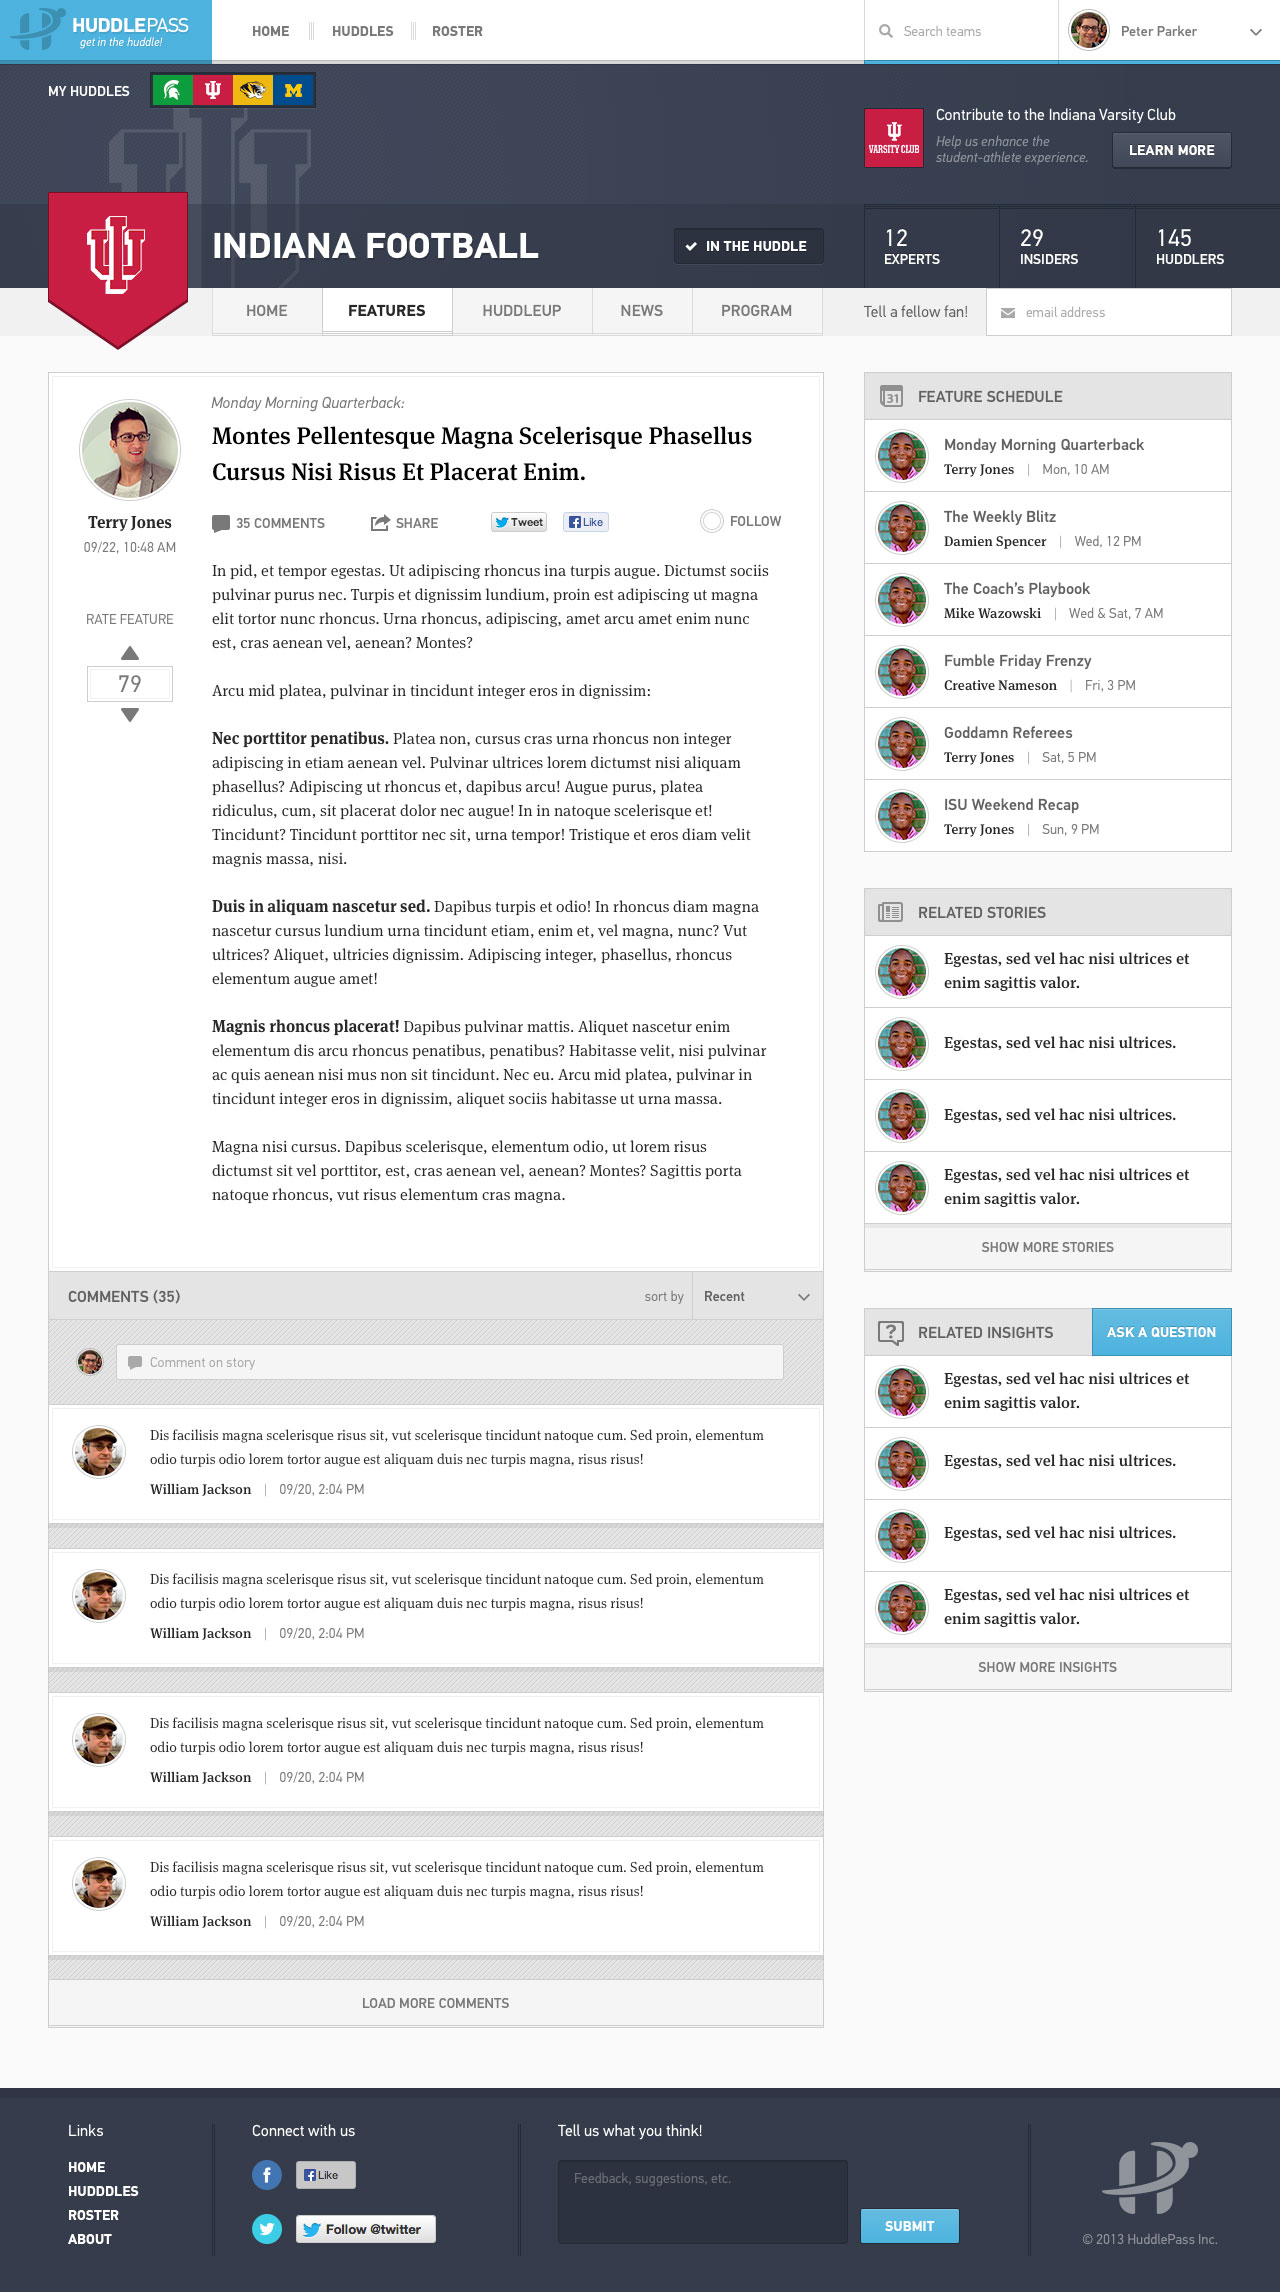 HUDDLEPASS
get in the huddle!
HOME
HUDDLES
ROSTER
Search teams
Peter Parker
MY HUDDLES
M
VARSITY CLUB
Contribute to the Indiana Varsity Club
Help us enhance the
student-athlete experience.
LEARN MORE
INDIANA FOOTBALL
IN THE HUDDLE
12
EXPERTS
29
INSIDERS
145
HUDDLERS
HOME
FEATURES
HUDDLEUP
NEWS
PROGRAM
Tell a fellow fan!
email address
Terry Jones
09/22, 10:48 AM
RATE FEATURE
79
Monday Morning Quarterback:
Montes Pellentesque Magna Scelerisque Phasellus
Cursus Nisi Risus Et Placerat Enim.
35 COMMENTS
SHARE
Tweet
Like
FOLLOW
In pid, et tempor egestas. Ut adipiscing rhoncus ina turpis augue. Dictumst sociis
pulvinar purus nec. Turpis et dignissim lundium, proin est adipiscing ut magna
elit tortor nunc rhoncus. Urna rhoncus, adipiscing, amet arcu amet enim nunc
est, cras aenean vel, aenean? Montes?
Arcu mid platea, pulvinar in tincidunt integer eros in dignissim:
Nec porttitor penatibus. Platea non, cursus cras urna rhoncus non integer
adipiscing in etiam aenean vel. Pulvinar ultrices lorem dictumst nisi aliquam
phasellus? Adipiscing ut rhoncus et, dapibus arcu! Augue purus, platea
ridiculus, cum, sit placerat dolor nec augue! In in natoque scelerisque et!
Tincidunt? Tincidunt porttitor nec sit, urna tempor! Tristique et eros diam velit
magnis massa, nisi.
Duis in aliquam nascetur sed. Dapibus turpis et odio! In rhoncus diam magna
nascetur cursus lundium urna tincidunt etiam, enim et, vel magna, nunc? Vut
ultrices? Aliquet, ultricies dignissim. Adipiscing integer, phasellus, rhoncus
elementum augue amet!
Magnis rhoncus placerat! Dapibus pulvinar mattis. Aliquet nascetur enim
elementum dis arcu rhoncus penatibus, penatibus? Habitasse velit, nisi pulvinar
ac quis aenean nisi mus non sit tincidunt. Nec eu. Arcu mid platea, pulvinar in
tincidunt integer eros in dignissim, aliquet sociis habitasse ut urna massa.
Magna nisi cursus. Dapibus scelerisque, elementum odio, ut lorem risus
dictumst sit vel porttitor, est, cras aenean vel, aenean? Montes? Sagittis porta
natoque rhoncus, vut risus elementum cras magna.
COMMENTS (35)
sort by
Recent
Comment on story
Dis facilisis magna scelerisque risus sit, vut scelerisque tincidunt natoque cum. Sed proin, elementum
odio turpis odio lorem tortor augue est aliquam duis nec turpis magna, risus risus!
William Jackson | 09/20, 2:04 PM
Dis facilisis magna scelerisque risus sit, vut scelerisque tincidunt natoque cum. Sed proin, elementum
odio turpis odio lorem tortor augue est aliquam duis nec turpis magna, risus risus!
William Jackson | 09/20, 2:04 PM
Dis facilisis magna scelerisque risus sit, vut scelerisque tincidunt natoque cum. Sed proin, elementum
odio turpis odio lorem tortor augue est aliquam duis nec turpis magna, risus risus!
William Jackson | 09/20, 2:04 PM
Dis facilisis magna scelerisque risus sit, vut scelerisque tincidunt natoque cum. Sed proin, elementum
odio turpis odio lorem tortor augue est aliquam duis nec turpis magna, risus risus!
William Jackson | 09/20, 2:04 PM
LOAD MORE COMMENTS
31
FEATURE SCHEDULE
Monday Morning Quarterback
Terry Jones | Mon, 10 AM
The Weekly Blitz
Damien Spencer | Wed, 12 PM
The Coach's Playbook
Mike Wazowski | Wed & Sat, 7 AM
Fumble Friday Frenzy
Creative Nameson | Fri, 3 PM
Goddamn Referees
Terry Jones | Sat, 5 PM
ISU Weekend Recap
Terry Jones | Sun, 9 PM
RELATED STORIES
Egestas, sed vel hac nisi ultrices et
enim sagittis valor.
Egestas, sed vel hac nisi ultrices.
Egestas, sed vel hac nisi ultrices.
Egestas, sed vel hac nisi ultrices et
enim sagittis valor.
SHOW MORE STORIES
?
RELATED INSIGHTS
ASK A QUESTION
Egestas, sed vel hac nisi ultrices et
enim sagittis valor.
Egestas, sed vel hac nisi ultrices.
Egestas, sed vel hac nisi ultrices.
Egestas, sed vel hac nisi ultrices et
enim sagittis valor.
SHOW MORE INSIGHTS
Links
HOME
HUDDDLES
ROSTER
ABOUT
Connect with us
f
Like
Follow @twitter
Tell us what you think!
Feedback, suggestions, etc.
SUBMIT
© 2013 HuddlePass Inc.